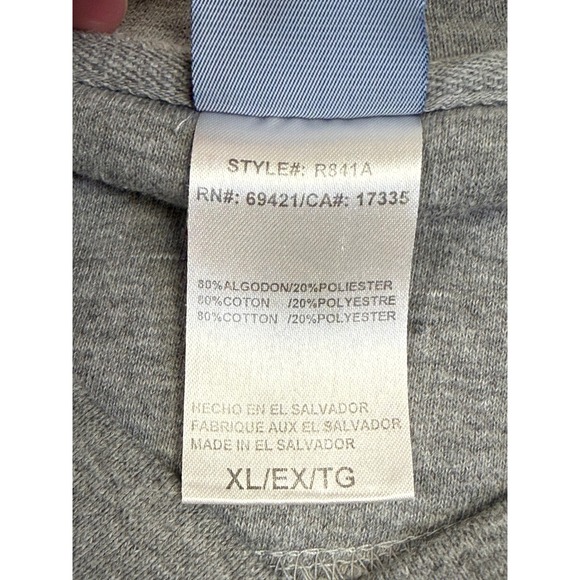 STYLE#: R841A
RN#: 69421/CA#: 17335
80%ALGODON/20%POLIESTER
80%COTON /20%POLYESTRE
80%COTTON /20%POLYESTER
HECHO EN EL SALVADOR
FABRIQUE AUX EL SALVADOR
MADE IN EL SALVADOR
XL/EX/TG